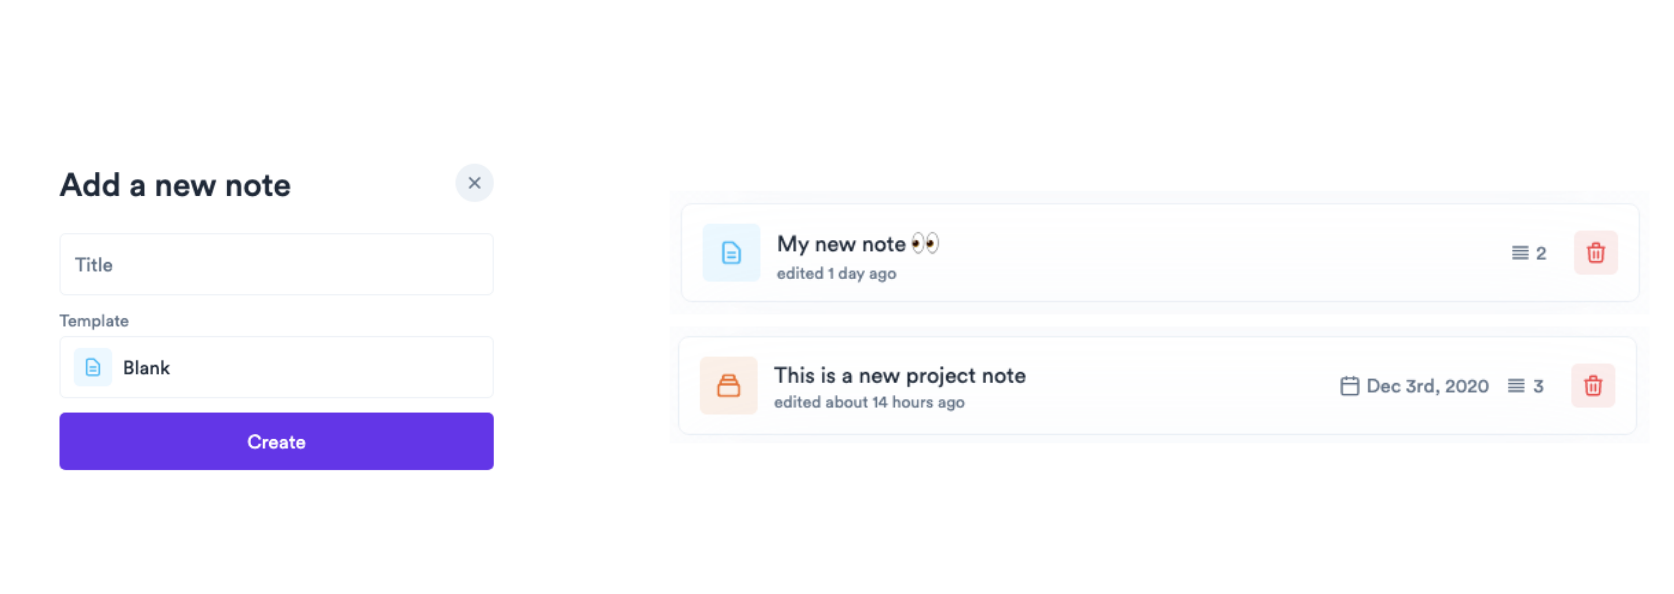 Add a new note
Title
Template
Blank
Create
My new note 👀
edited 1 day ago
2
This is a new project note
edited about 14 hours ago
Dec 3rd, 2020
3